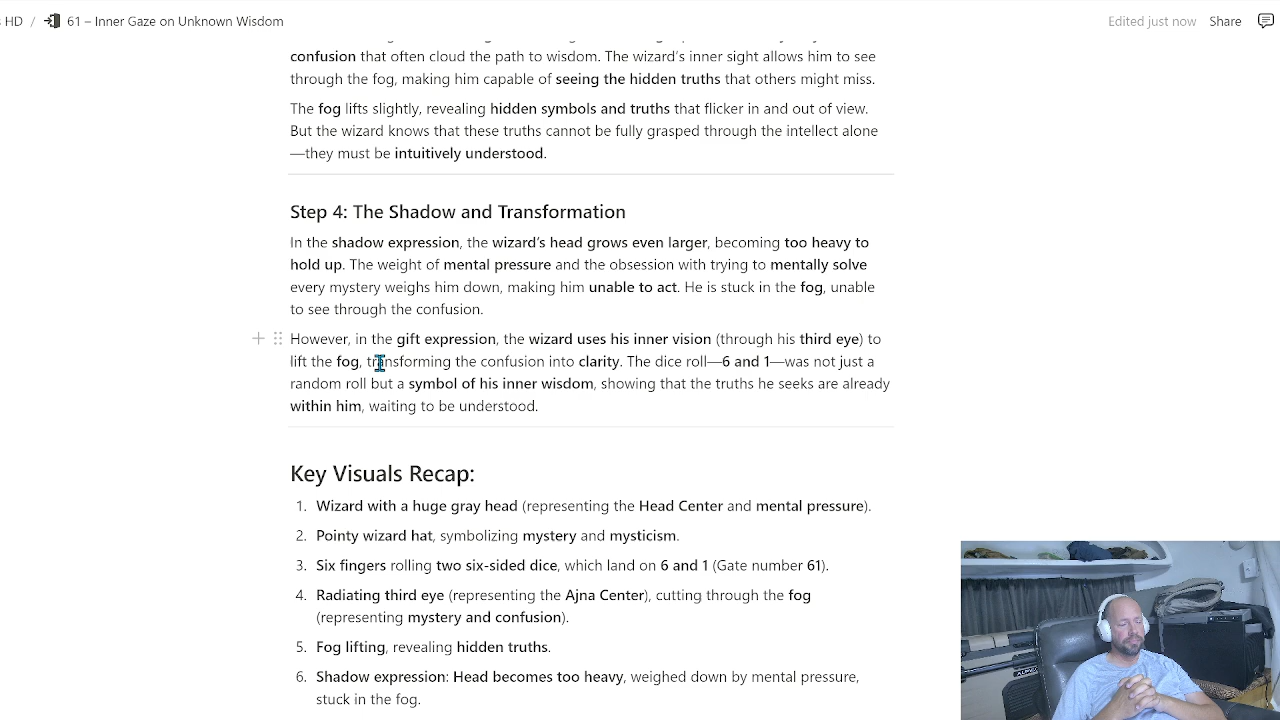 HD / 61 – Inner Gaze on Unknown Wisdom
Edited just now Share
confusion that often cloud the path to wisdom. The wizard's inner sight allows him to see
through the fog, making him capable of seeing the hidden truths that others might miss.
The fog lifts slightly, revealing hidden symbols and truths that flicker in and out of view.
But the wizard knows that these truths cannot be fully grasped through the intellect alone
—they must be intuitively understood.
Step 4: The Shadow and Transformation
In the shadow expression, the wizard's head grows even larger, becoming too heavy to
hold up. The weight of mental pressure and the obsession with trying to mentally solve
every mystery weighs him down, making him unable to act. He is stuck in the fog, unable
to see through the confusion.
However, in the gift expression, the wizard uses his inner vision (through his third eye) to
lift the fog, transforming the confusion into clarity. The dice roll—6 and 1—was not just a
random roll but a symbol of his inner wisdom, showing that the truths he seeks are already
within him, waiting to be understood.
Key Visuals Recap:
1. Wizard with a huge gray head (representing the Head Center and mental pressure).
2. Pointy wizard hat, symbolizing mystery and mysticism.
3. Six fingers rolling two six-sided dice, which land on 6 and 1 (Gate number 61).
4. Radiating third eye (representing the Ajna Center), cutting through the fog
(representing mystery and confusion).
5. Fog lifting, revealing hidden truths.
6. Shadow expression: Head becomes too heavy, weighed down by mental pressure,
stuck in the fog.